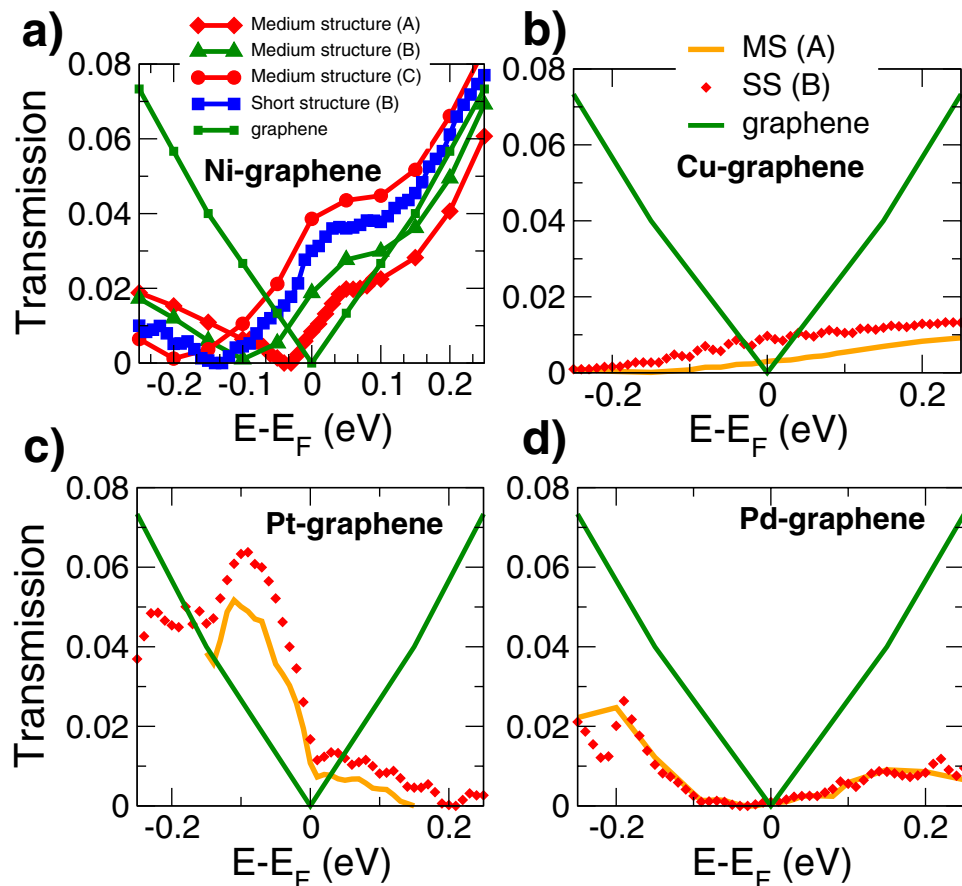 a)
Medium structure (A)
Medium structure (B)
Medium structure (C)
Short structure (B)
graphene
Ni-graphene
Transmission
0.08
0.06
0.04
0.02
0
-0.2
-0.1
0
0.1
0.2
E-E_F (eV)
b)
MS (A)
SS (B)
graphene
Cu-graphene
0.08
0.06
0.04
0.02
0
-0.2
0
0.2
E-E_F (eV)
c)
Pt-graphene
Transmission
0.08
0.06
0.04
0.02
0
-0.2
0
0.2
E-E_F (eV)
d)
Pd-graphene
0.08
0.06
0.04
0.02
0
-0.2
0
0.2
E-E_F (eV)